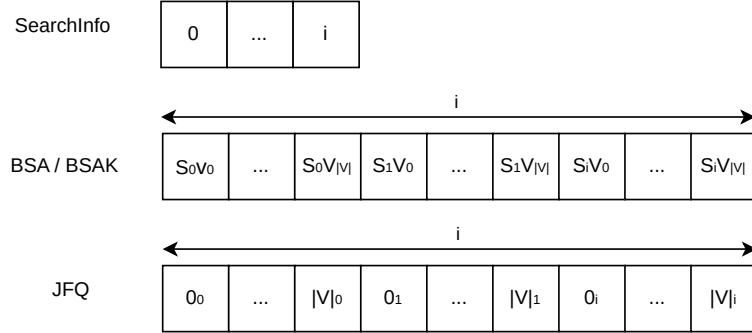 SearchInfo 0 ... i
i
BSA / BSAK S₀v₀ ... S₀V|V| S₁V₀ ... S₁V|V| SᵢV₀ ... SᵢV|V|
i
JFQ 0₀ ... |V|₀ 0₁ ... |V|₁ 0ᵢ ... |V|ᵢ